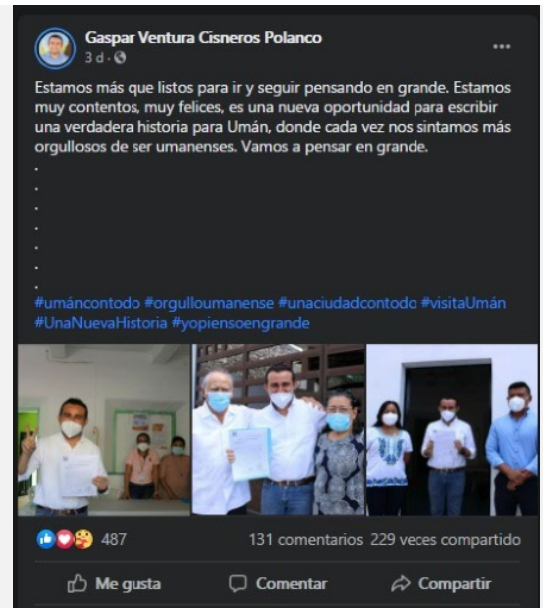 Gaspar Ventura Cisneros Polanco
3 d ·
Estamos más que listos para ir y seguir pensando en grande. Estamos
muy contentos, muy felices, es una nueva oportunidad para escribir
una verdadera historia para Umán, donde cada vez nos sintamos más
orgullosos de ser umanenses. Vamos a pensar en grande.
.
.
.
.
.
.
.
#umáncontodo #orgulloumanense #unaciudadcontodo #visitaUmán
#UnaNuevaHistoria #yopiensoengrande
487
131 comentarios 229 veces compartido
Me gusta
Comentar
Compartir